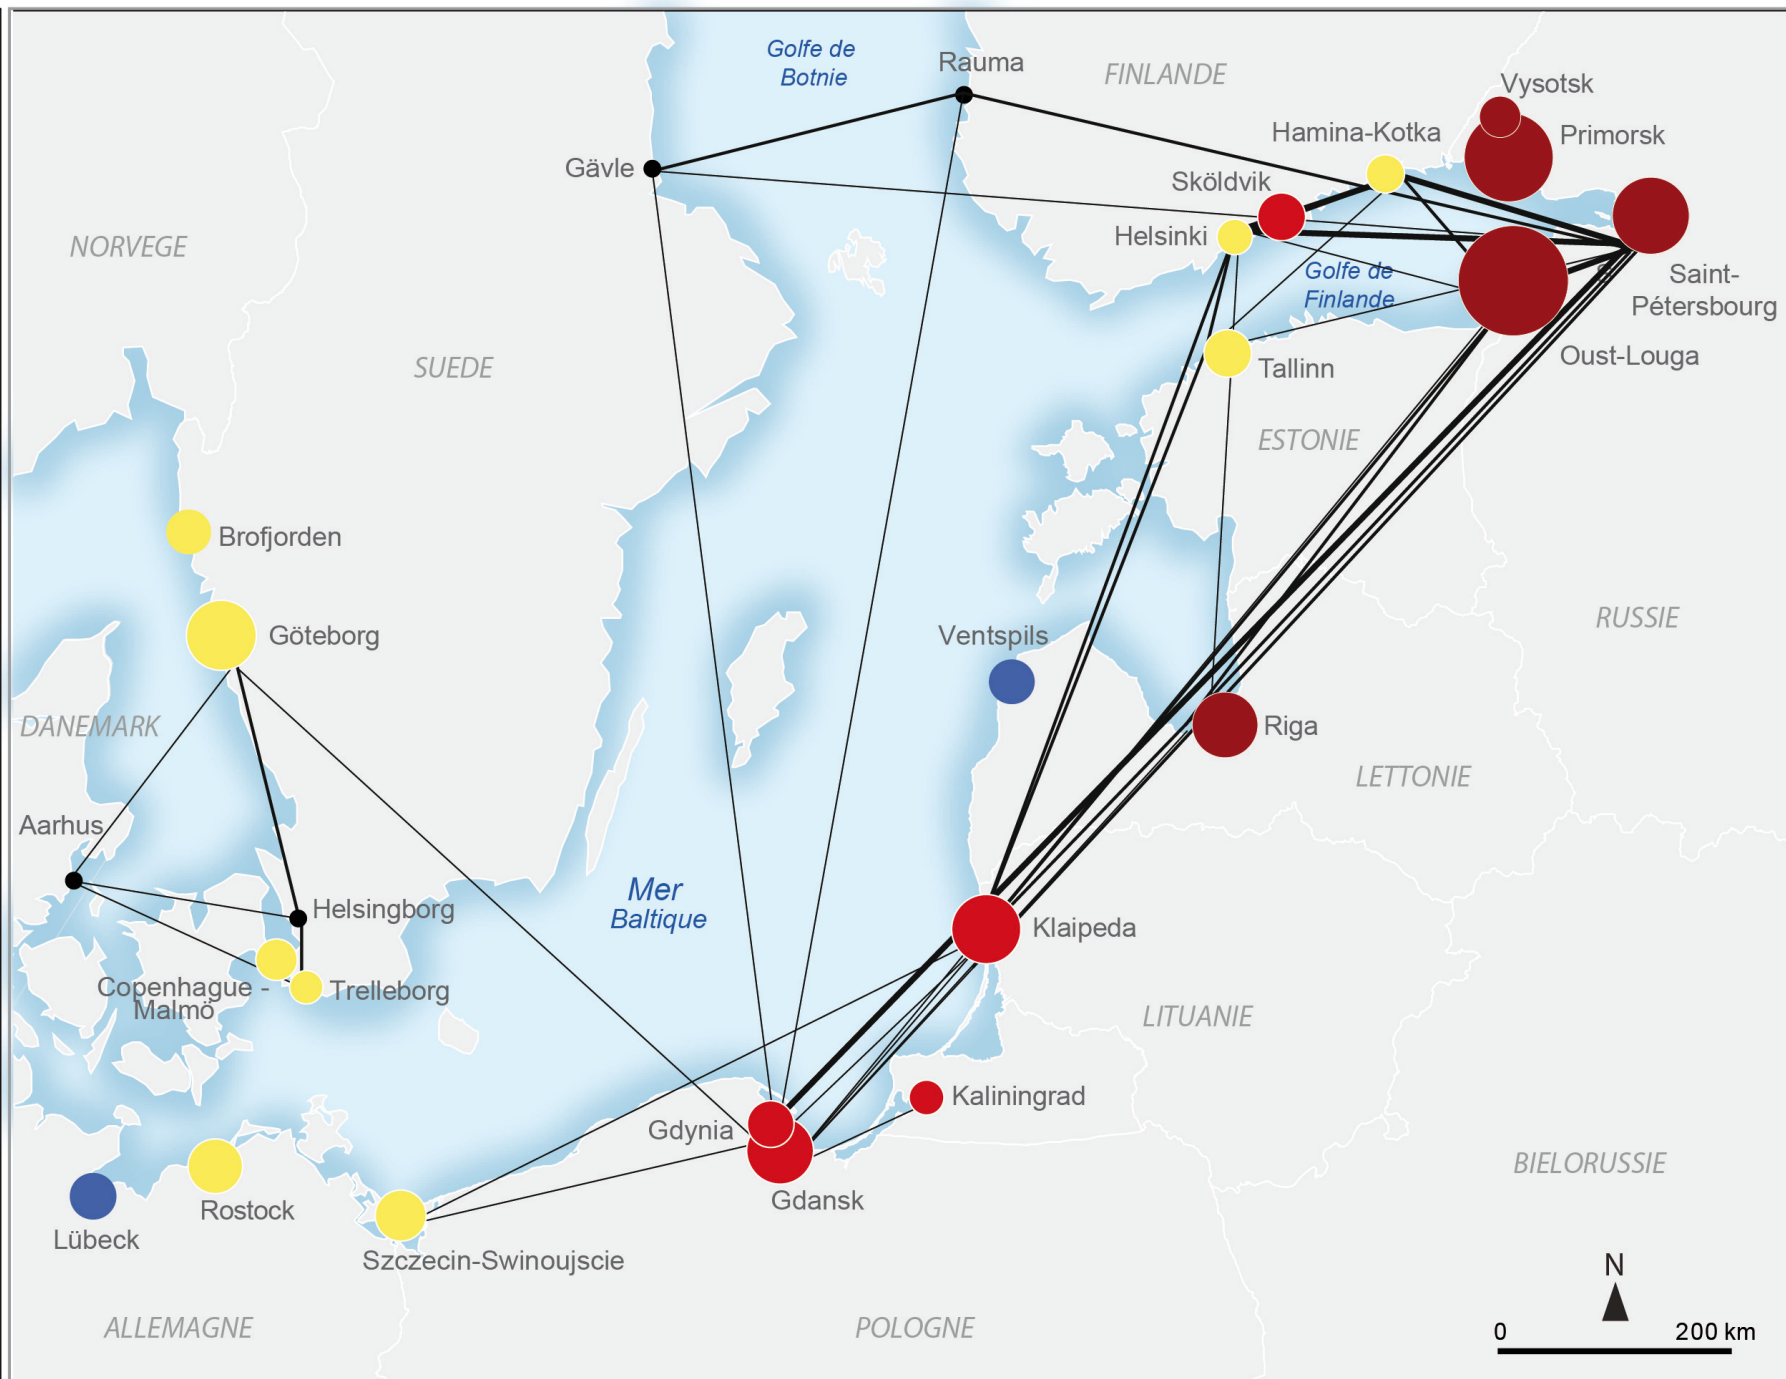 Golfe de
Botnie
Rauma
FINLANDE
Vysotsk
Hamina-Kotka
Primorsk
Gävle
Sköldvik
NORVEGE
Helsinki
Golfe de
Finlande
Saint-
Pétersbourg
SUEDE
Tallinn
Oust-Louga
ESTONIE
Brofjorden
RUSSIE
Göteborg
Ventspils
DANEMARK
Riga
LETTONIE
Aarhus
Mer
Baltique
Helsingborg
Klaipeda
Copenhague -
Malmö
Trelleborg
LITUANIE
Kaliningrad
Gdynia
BIELORUSSIE
Gdansk
Rostock
Lübeck
Szczecin-Swinoujscie
N
ALLEMAGNE
POLOGNE
0 200 km